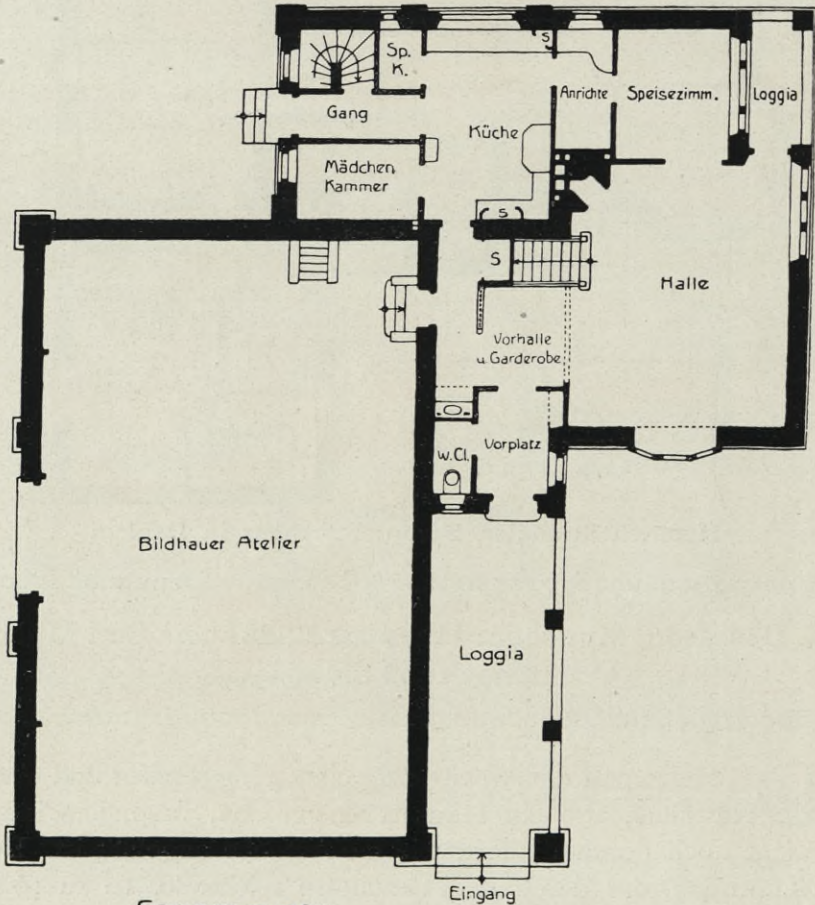 Sp.
K.
S
Anrichte
Speisezimm.
Loggia
Gang
Küche
Mädchen
Kammer
S
S
Halle
Vorhalle
u. Garderobe
W.Cl.
Vorplatz
Bildhauer Atelier
Loggia
Eingang